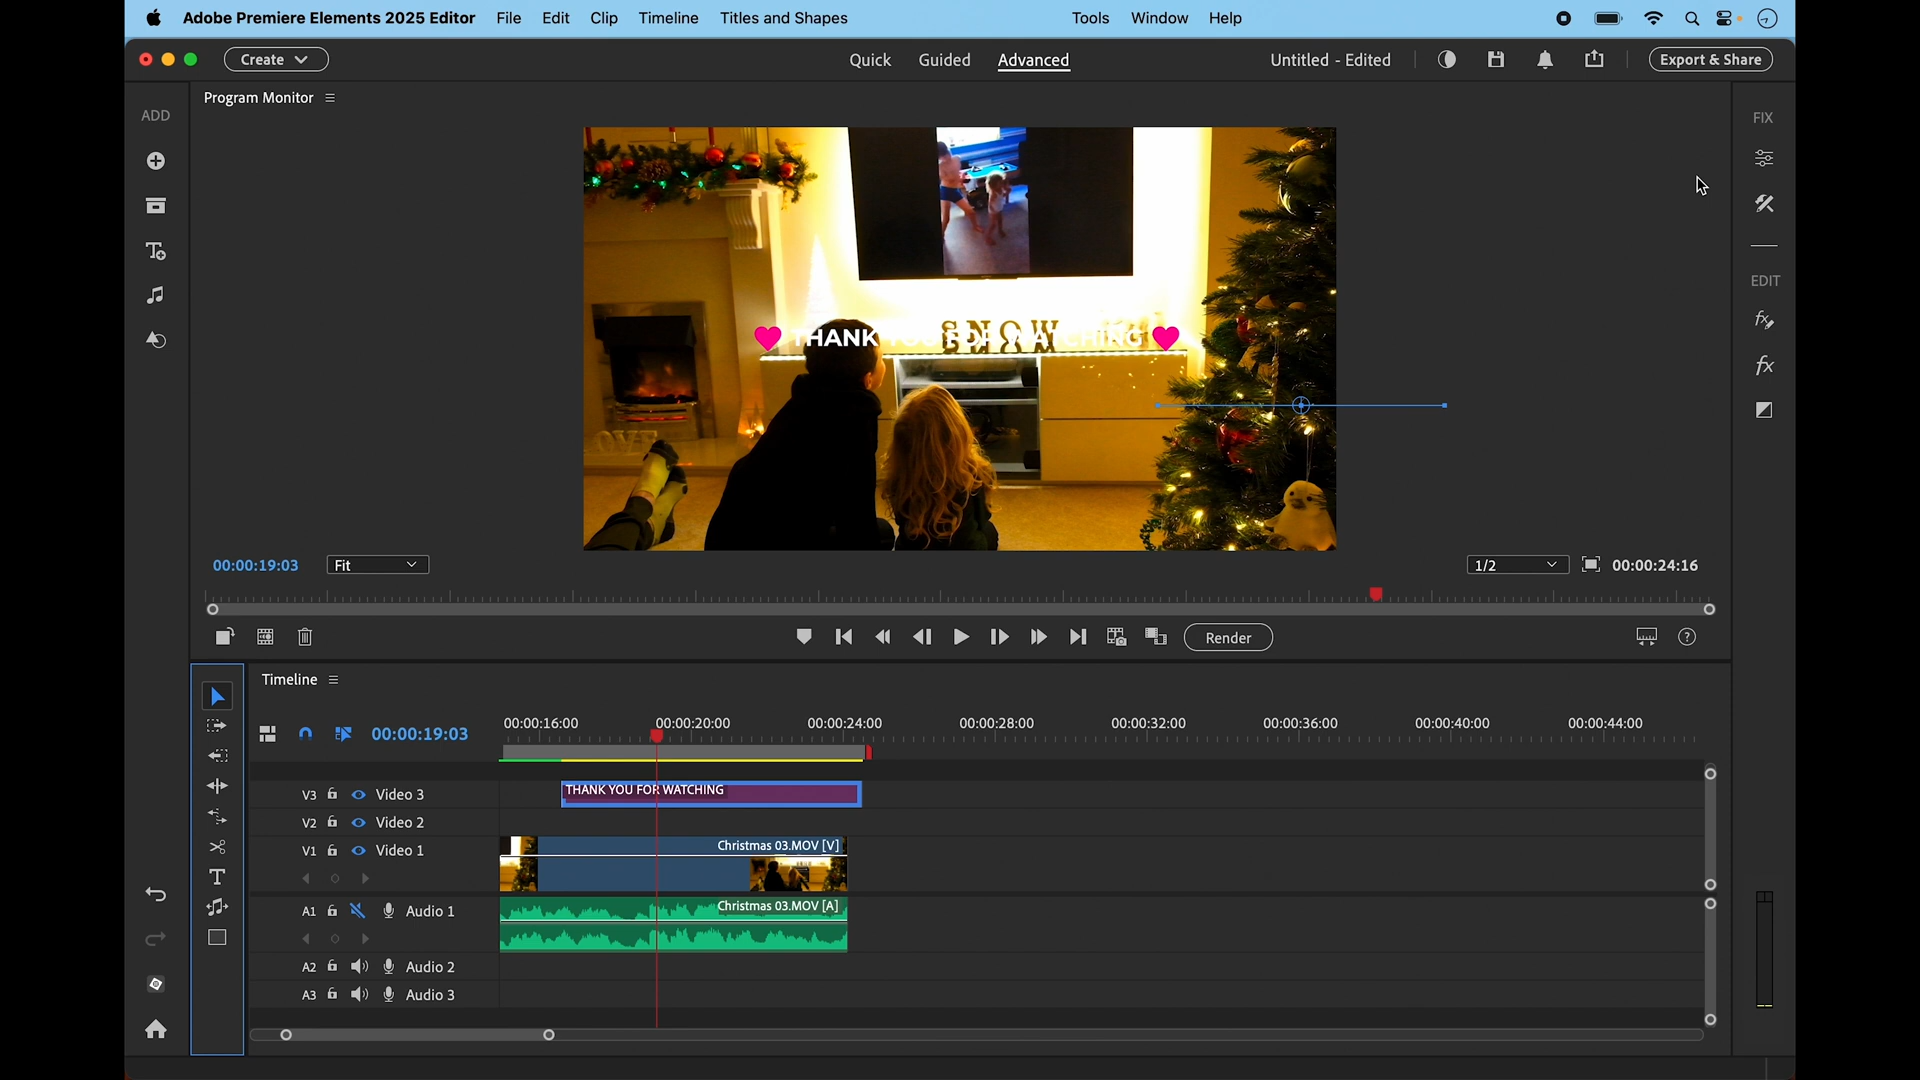 Adobe Premiere Elements 2025 Editor File Edit Clip Timeline Titles and Shapes Tools Window Help
Create Quick Guided Advanced Untitled - Edited Export & Share
Program Monitor
ADD
FIX
EDIT
SNOW
THANK YOU FOR WATCHING
LOVE
00:00:19:03 Fit 1/2 00:00:24:16
Render
Timeline
00:00:19:03 00:00:16:00 00:00:20:00 00:00:24:00 00:00:28:00 00:00:32:00 00:00:36:00 00:00:40:00 00:00:44:00
V3 Video 3 THANK YOU FOR WATCHING
V2 Video 2
V1 Video 1 Christmas 03.MOV [V]
A1 Audio 1 Christmas 03.MOV [A]
A2 Audio 2
A3 Audio 3